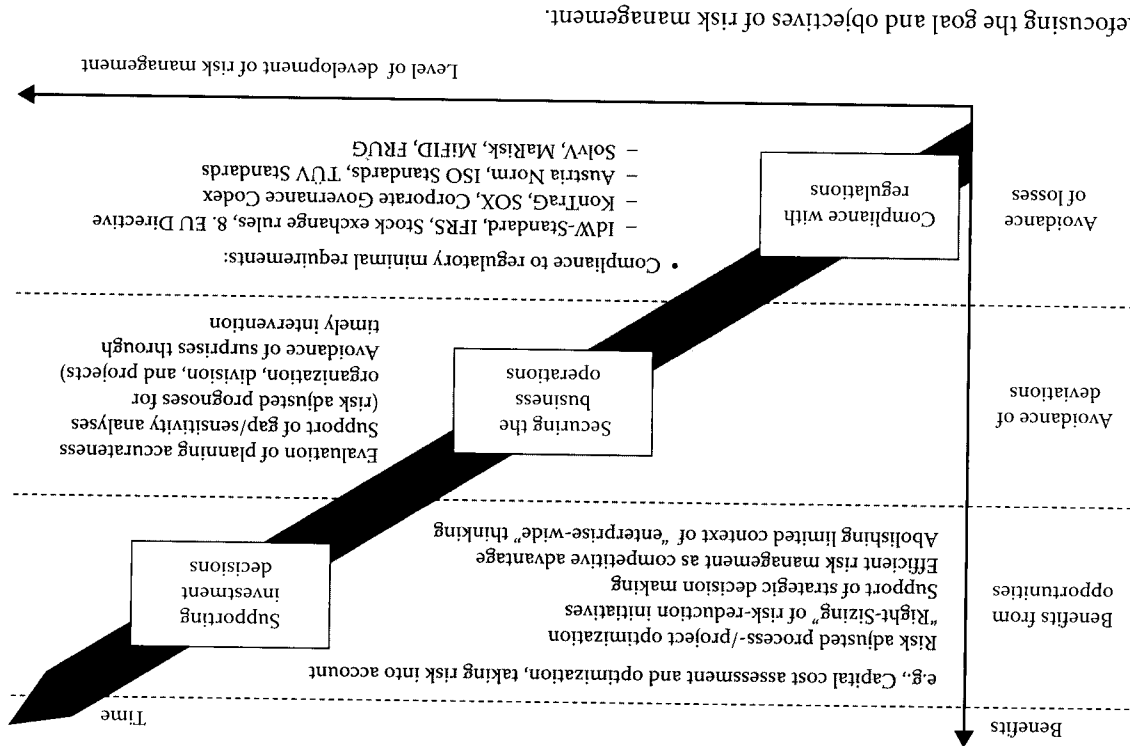 Benefits
Time
Benefits from
opportunities
e.g., Capital cost assessment and optimization, taking risk into account
Risk adjusted process-/project optimization
"Right-Sizing" of risk-reduction initiatives
Support of strategic decision making
Efficient risk management as competitive advantage
Abolishing limited context of "enterprise-wide" thinking
Supporting
investment
decisions
Avoidance of
deviations
Securing the
business
operations
Evaluation of planning accurateness
Support of gap/sensitivity analyses
(risk adjusted prognoses for
organization, division, and projects)
Avoidance of surprises through
timely intervention
Avoidance
of losses
Compliance with
regulations
• Compliance to regulatory minimal requirements:
– IdW-Standard, IFRS, Stock exchange rules, 8. EU Directive
– KonTraG, SOX, Corporate Governance Codex
– Austria Norm, ISO Standards, TÜV Standards
– SolvV, MaRisk, MiFID, FRUG
Level of development of risk management
efocusing the goal and objectives of risk management.